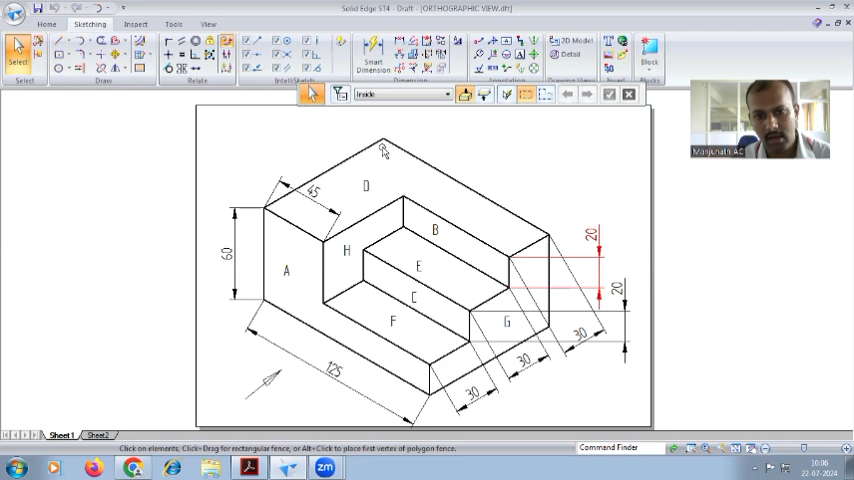 Solid Edge ST4 - Draft - [ORTHOGRAPHIC VIEW.dft]
Home Sketching Inspect Tools View
Select
Smart Dimension
2D Model
Detail
Block
Select Draw Relate IntelliSketch Dimension Annotation Drawing Views Blocks
Inside
Manjunath AC
D
45
B
20
H
60
E
A
20
C
F
G
30
30
125
30
Sheet1 Sheet2
Click on elements, Click+Drag for rectangular fence, or Alt+Click to place first vertex of polygon fence.
Command Finder
zm
10:06
22-07-2024